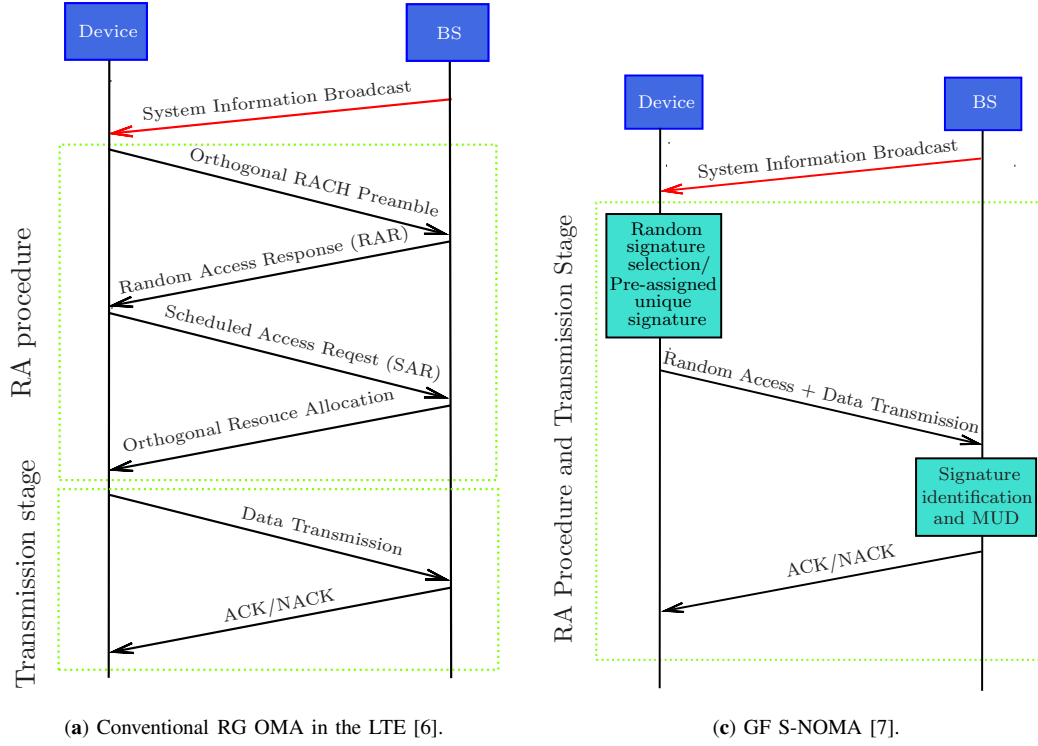 Device
BS
System Information Broadcast
Orthogonal RACH Preamble
Random Access Response (RAR)
Scheduled Access Reqest (SAR)
Orthogonal Resouce Allocation
Data Transmission
ACK/NACK
RA procedure
Transmission stage
(a) Conventional RG OMA in the LTE [6].
Device
BS
System Information Broadcast
Random
signature
selection/
Pre-assigned
unique
signature
Random Access + Data Transmission
Signature
identification
and MUD
ACK/NACK
RA Procedure and Transmission Stage
(c) GF S-NOMA [7].